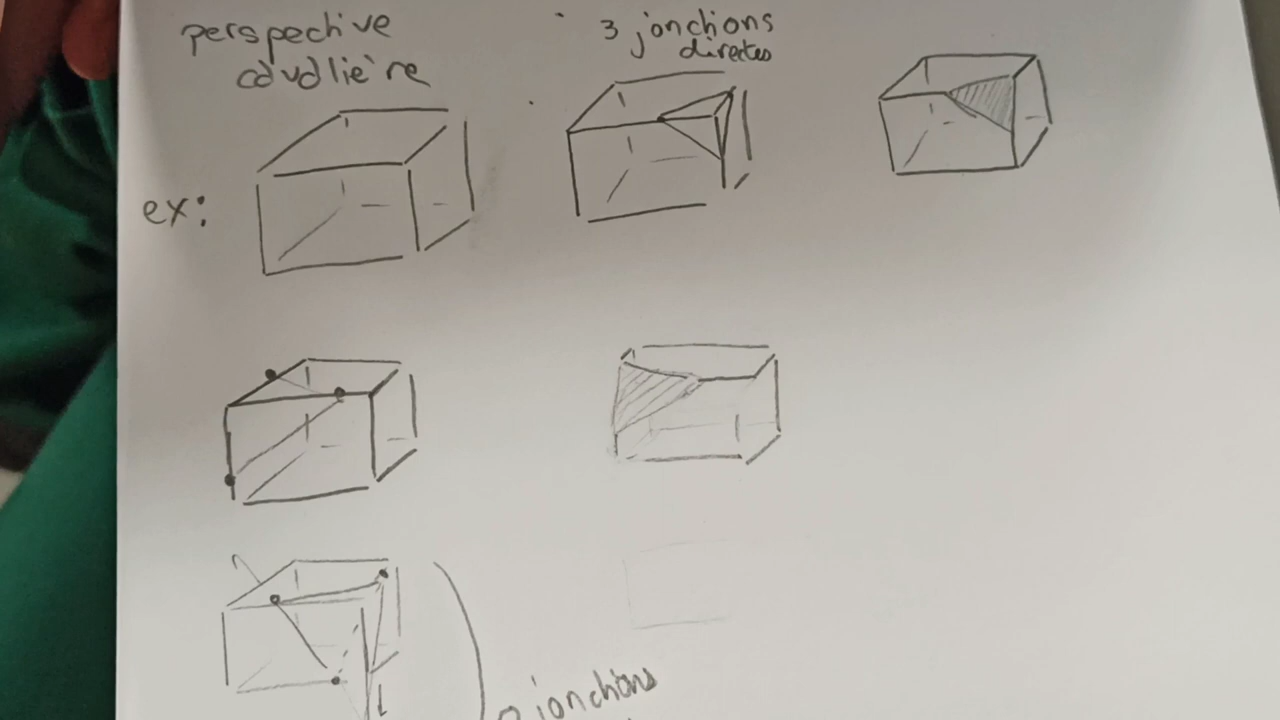 perspective
cavalière
3 jonctions
directes
ex:
jonctions